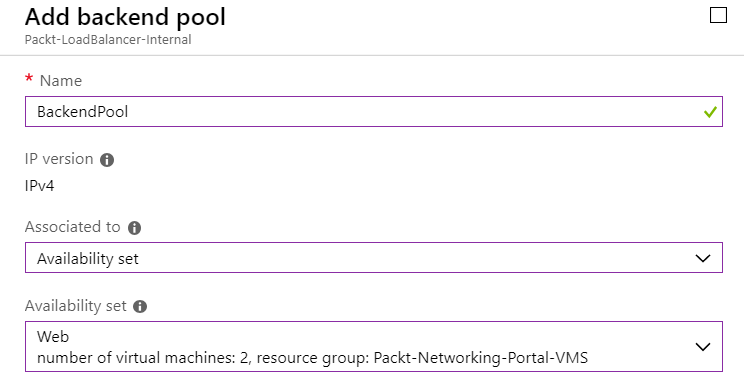 Add backend pool
Packt-LoadBalancer-Internal
* Name
BackendPool
IP version
IPv4
Associated to
Availability set
Availability set
Web
number of virtual machines: 2, resource group: Packt-Networking-Portal-VMS